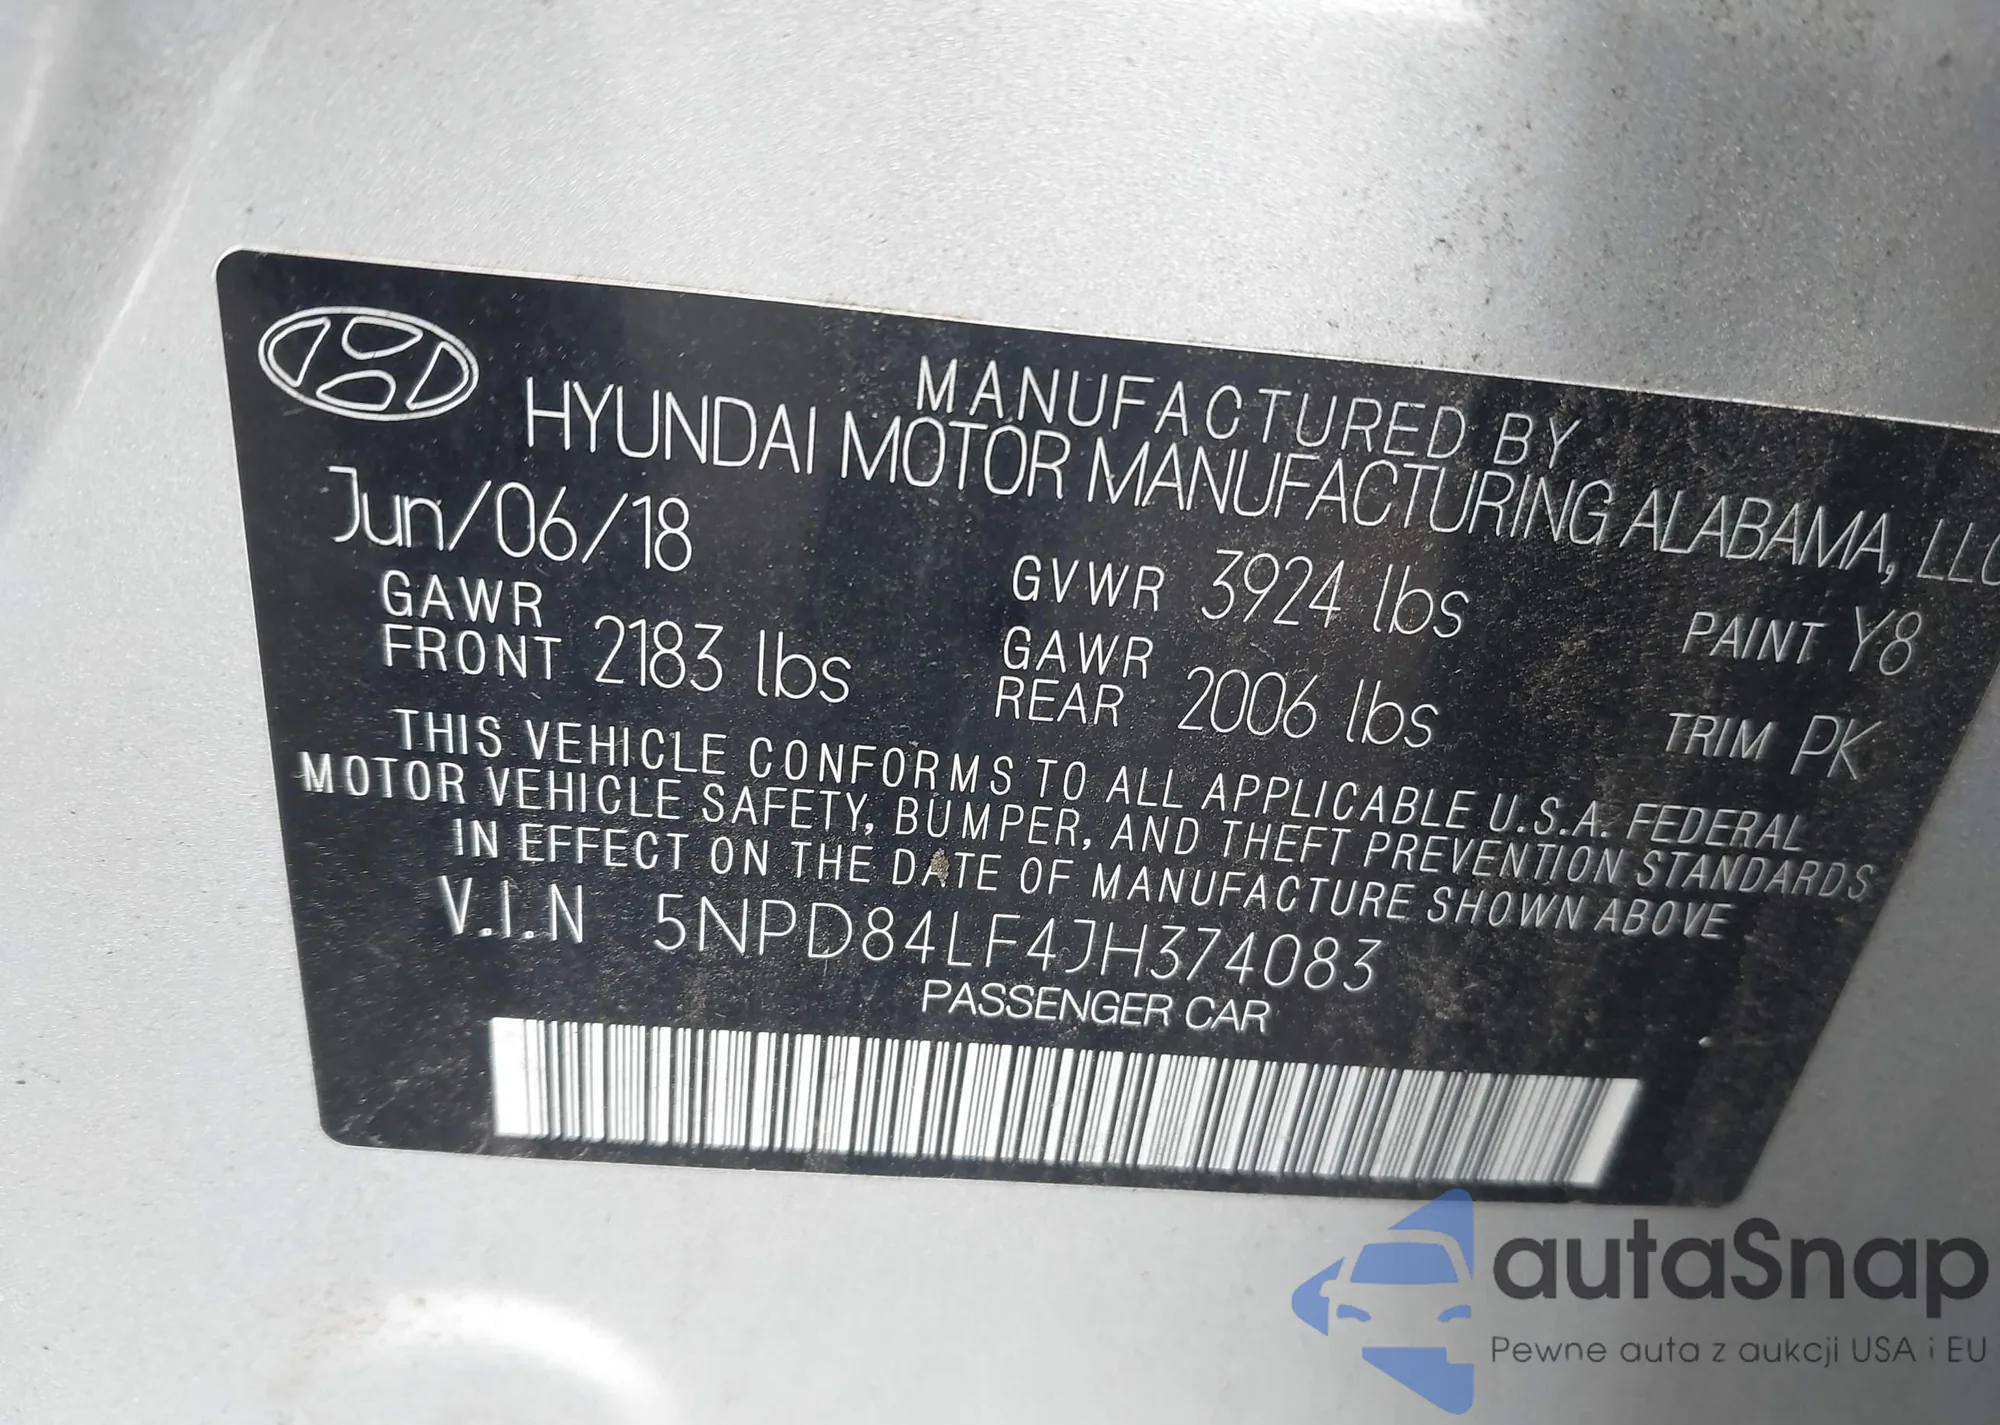 MANUFACTURED BY
HYUNDAI MOTOR MANUFACTURING ALABAMA, LLC
Jun/06/18 GVWR 3924 lbs PAINT Y8
GAWR FRONT 2183 lbs GAWR REAR 2006 lbs TRIM PK
THIS VEHICLE CONFORMS TO ALL APPLICABLE U.S.A. FEDERAL
MOTOR VEHICLE SAFETY, BUMPER, AND THEFT PREVENTION STANDARDS
IN EFFECT ON THE DATE OF MANUFACTURE SHOWN ABOVE
V.I.N 5NPD84LF4JH374083
PASSENGER CAR
autaSnap
Pewne auta z aukcji USA i EU